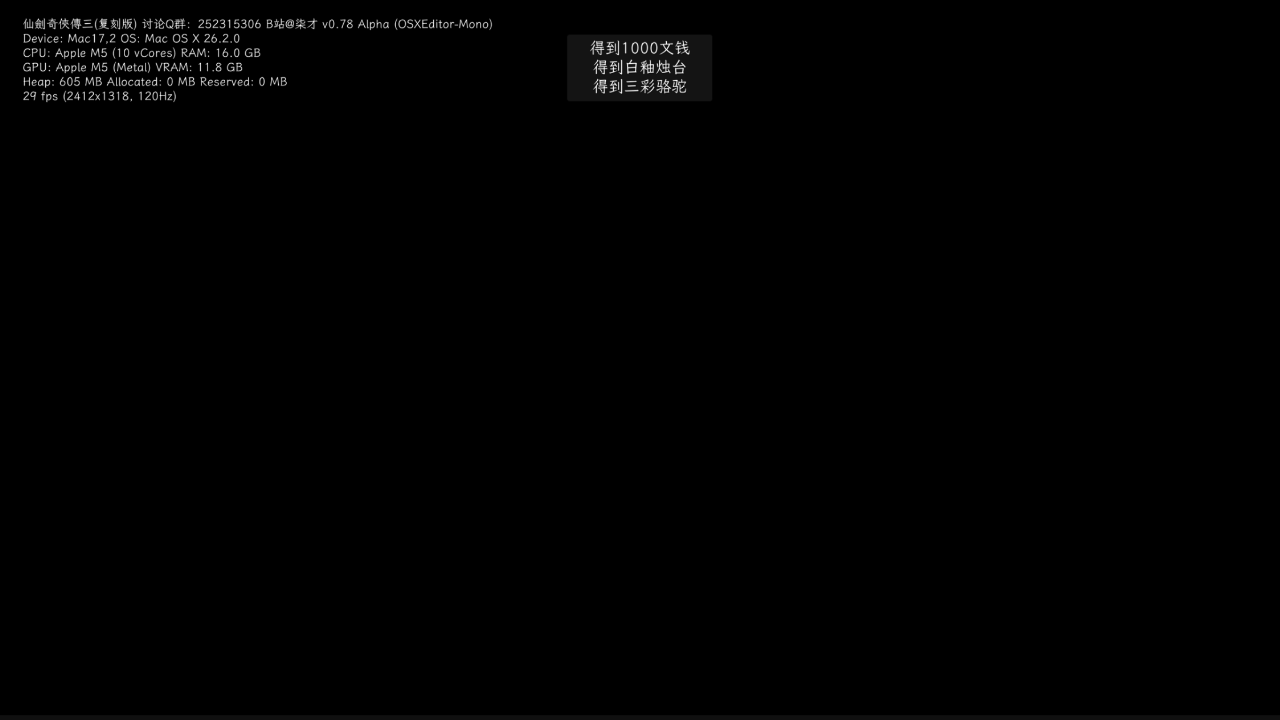 仙劍奇俠傳三(复刻版) 讨论Q群: 252315306 B站@柒才 v0.78 Alpha (OSXEditor-Mono)
Device: Mac17,2 OS: Mac OS X 26.2.0
CPU: Apple M5 (10 vCores) RAM: 16.0 GB
GPU: Apple M5 (Metal) VRAM: 11.8 GB
Heap: 605 MB Allocated: 0 MB Reserved: 0 MB
29 fps (2412x1318, 120Hz)
得到1000文钱
得到白釉烛台
得到三彩骆驼